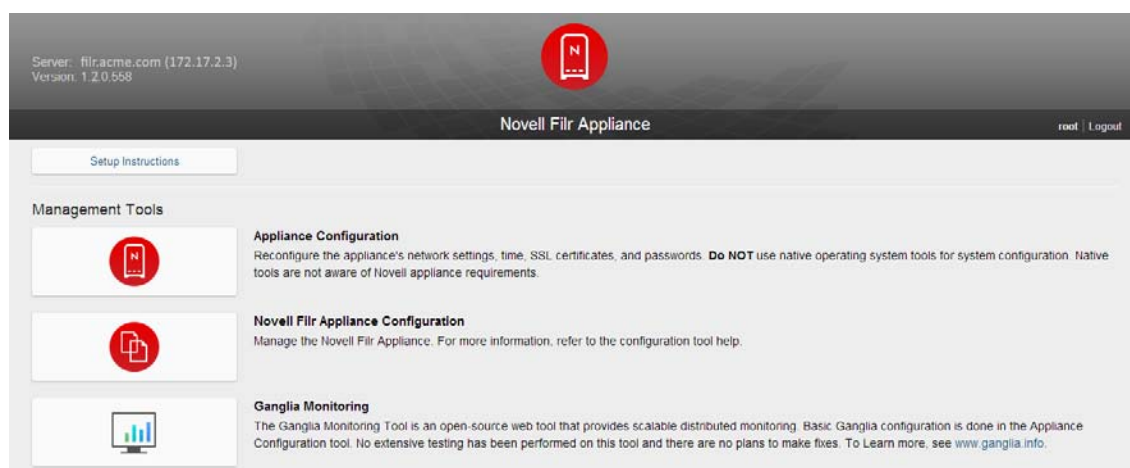 Server: filr.acme.com (172.17.2.3)
Version: 1.2.0.558
N
Novell Filr Appliance
root | Logout
Setup Instructions
Management Tools
N
Appliance Configuration
Reconfigure the appliance's network settings, time, SSL certificates, and passwords. Do NOT use native operating system tools for system configuration. Native
tools are not aware of Novell appliance requirements.
Novell Filr Appliance Configuration
Manage the Novell Filr Appliance. For more information, refer to the configuration tool help.
Ganglia Monitoring
The Ganglia Monitoring Tool is an open-source web tool that provides scalable distributed monitoring. Basic Ganglia configuration is done in the Appliance
Configuration tool. No extensive testing has been performed on this tool and there are no plans to make fixes. To Learn more, see www.ganglia.info.